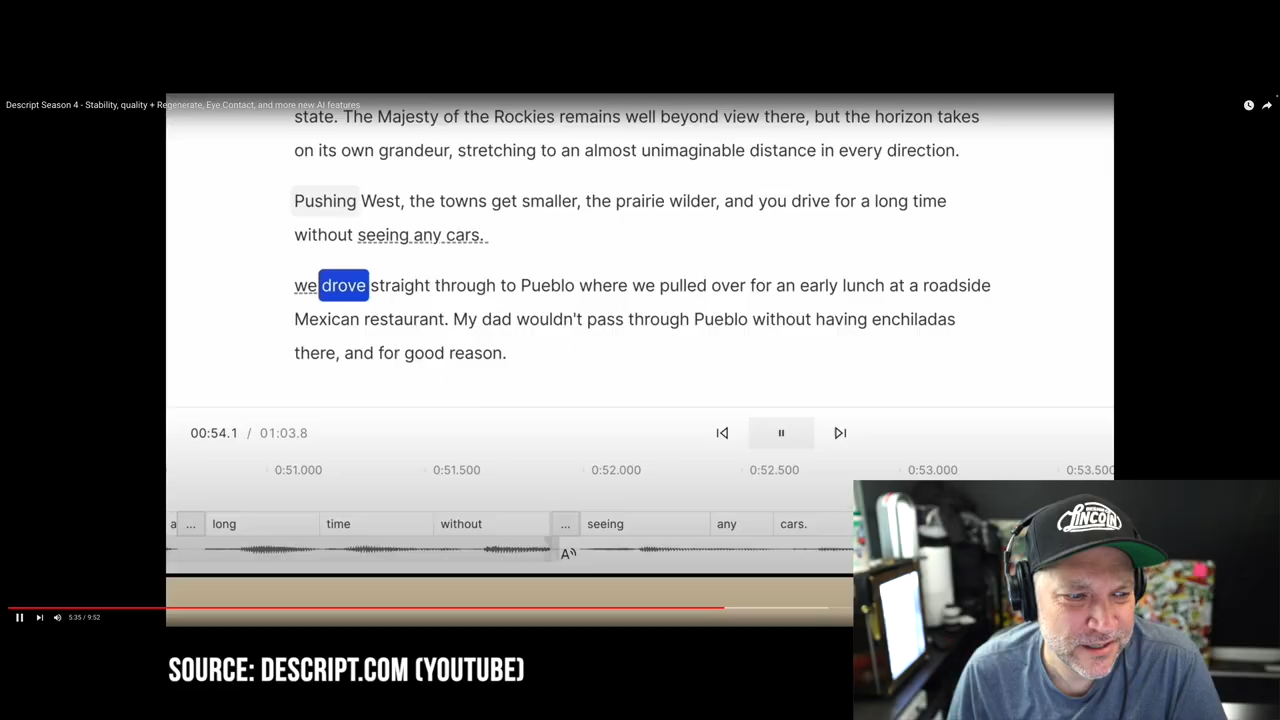 Descript Season 4 - Stability, quality + Regenerate, Eye Contact, and more new AI features
state. The Majesty of the Rockies remains well beyond view there, but the horizon takes
on its own grandeur, stretching to an almost unimaginable distance in every direction.
Pushing West, the towns get smaller, the prairie wilder, and you drive for a long time
without seeing any cars.
we drove straight through to Pueblo where we pulled over for an early lunch at a roadside
Mexican restaurant. My dad wouldn't pass through Pueblo without having enchiladas
there, and for good reason.
00:54.1 / 01:03.8
0:51.000 0:51.500 0:52.000 0:52.500 0:53.000 0:53.500
a ... long time without ... seeing any cars.
A
5:35 / 9:52
LINCOLN
SOURCE: DESCRIPT.COM (YOUTUBE)